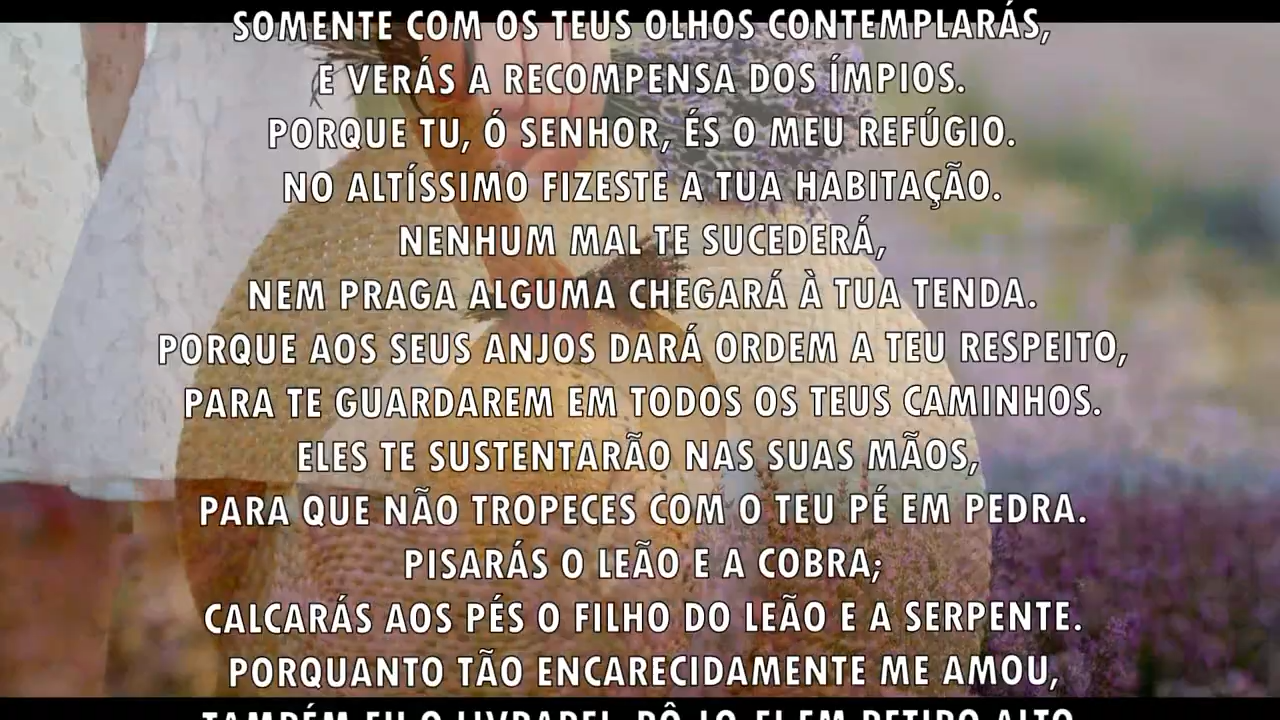 SOMENTE COM OS TEUS OLHOS CONTEMPLARÁS,
E VERÁS A RECOMPENSA DOS ÍMPIOS.
PORQUE TU, Ó SENHOR, ÉS O MEU REFÚGIO.
NO ALTÍSSIMO FIZESTE A TUA HABITAÇÃO.
NENHUM MAL TE SUCEDERÁ,
NEM PRAGA ALGUMA CHEGARÁ À TUA TENDA.
PORQUE AOS SEUS ANJOS DARÁ ORDEM A TEU RESPEITO,
PARA TE GUARDAREM EM TODOS OS TEUS CAMINHOS.
ELES TE SUSTENTARÃO NAS SUAS MÃOS,
PARA QUE NÃO TROPECES COM O TEU PÉ EM PEDRA.
PISARÁS O LEÃO E A COBRA;
CALCARÁS AOS PÉS O FILHO DO LEÃO E A SERPENTE.
PORQUANTO TÃO ENCARECIDAMENTE ME AMOU,